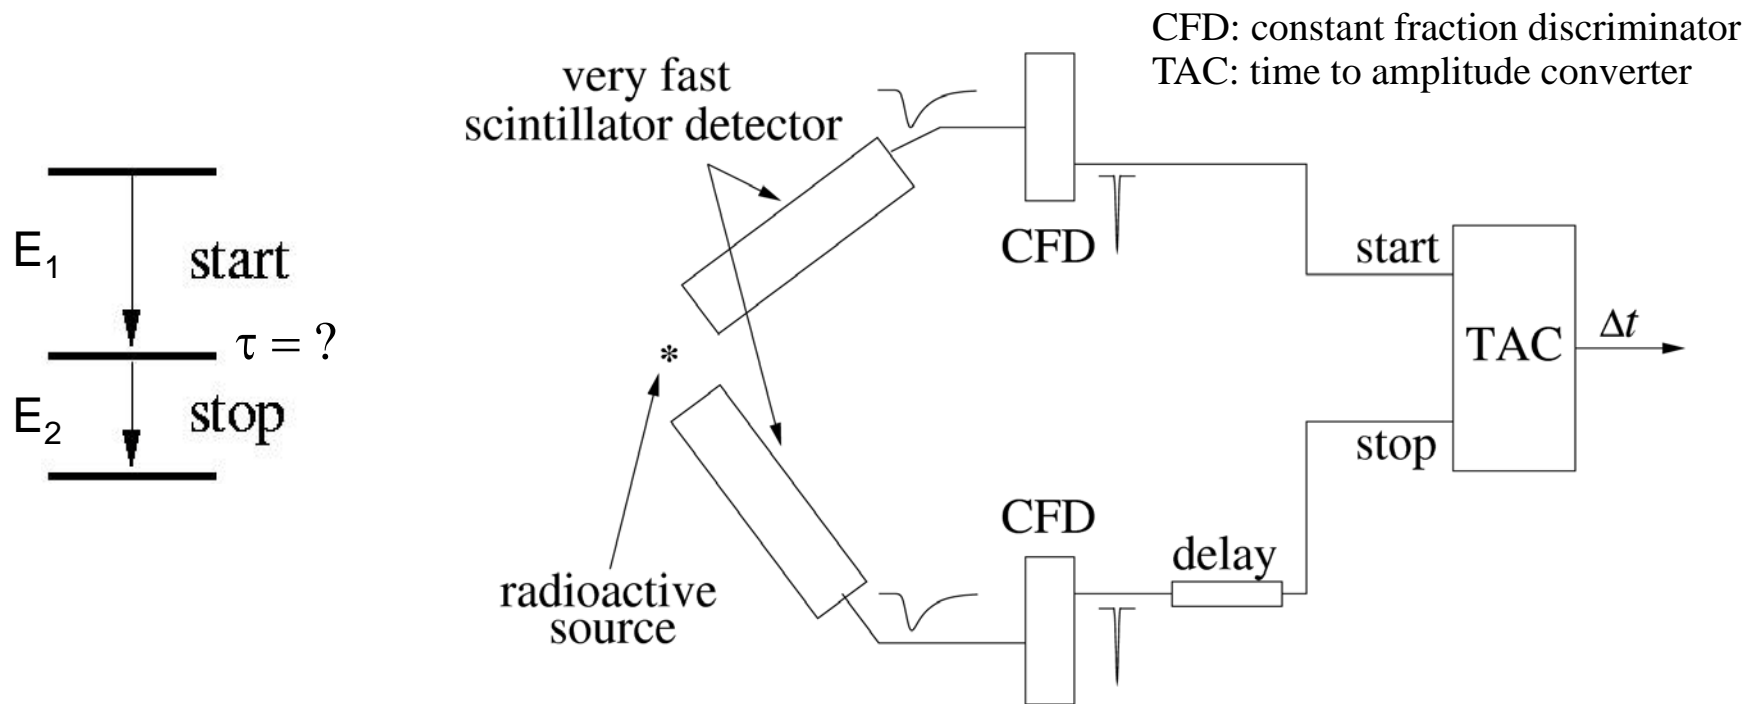 CFD: constant fraction discriminator
TAC: time to amplitude converter
very fast
scintillator detector
E1
start
τ = ?
E2
stop
*
radioactive
source
CFD
start
TAC
Δt
stop
CFD
delay